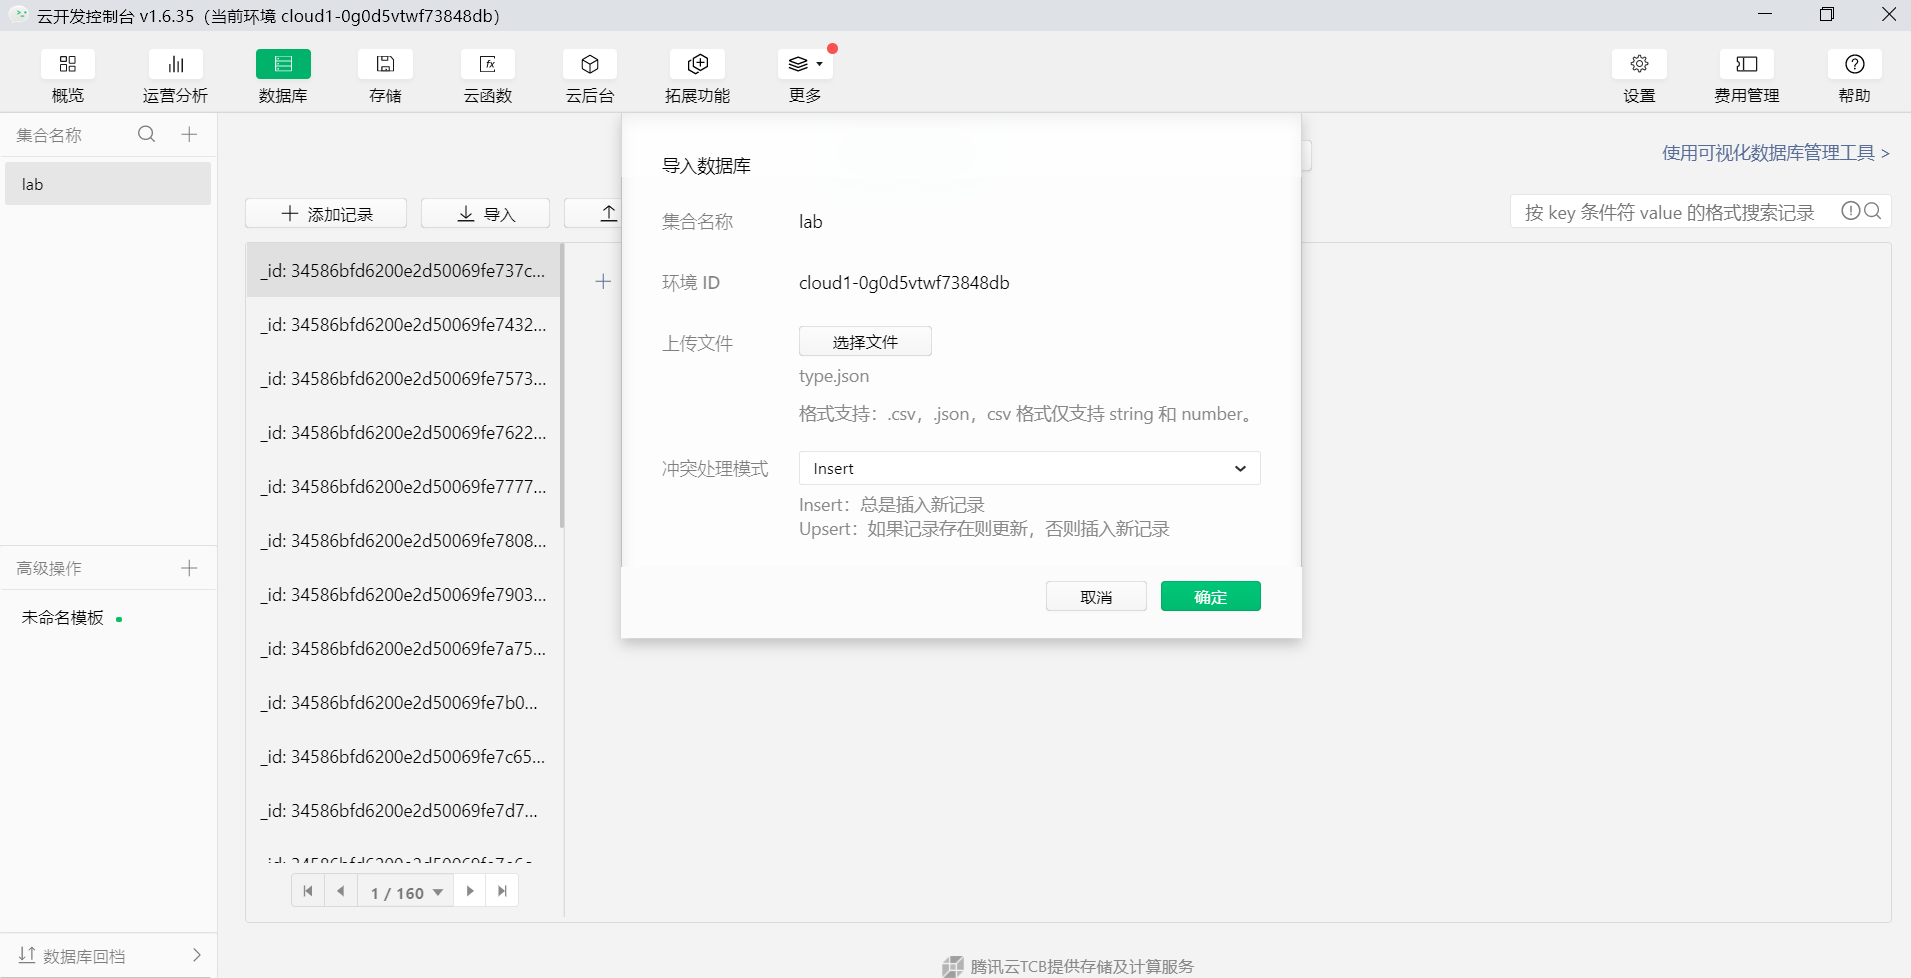 云开发控制台 v1.6.35（当前环境 cloud1-0g0d5vtwf73848db）
概览
运营分析
数据库
存储
云函数
云后台
拓展功能
更多
设置
费用管理
帮助
集合名称
lab
高级操作
未命名模板
数据库回档
使用可视化数据库管理工具 >
添加记录
导入
按 key 条件符 value 的格式搜索记录
_id: 34586bfd6200e2d50069fe737c...
_id: 34586bfd6200e2d50069fe7432...
_id: 34586bfd6200e2d50069fe7573...
_id: 34586bfd6200e2d50069fe7622...
_id: 34586bfd6200e2d50069fe7777...
_id: 34586bfd6200e2d50069fe7808...
_id: 34586bfd6200e2d50069fe7903...
_id: 34586bfd6200e2d50069fe7a75...
_id: 34586bfd6200e2d50069fe7b0...
_id: 34586bfd6200e2d50069fe7c65...
_id: 34586bfd6200e2d50069fe7d7...
1 / 160
导入数据库
集合名称
lab
环境 ID
cloud1-0g0d5vtwf73848db
上传文件
选择文件
type.json
格式支持：.csv，.json，csv 格式仅支持 string 和 number。
冲突处理模式
Insert
Insert：总是插入新记录
Upsert：如果记录存在则更新，否则插入新记录
取消
确定
腾讯云TCB提供存储及计算服务